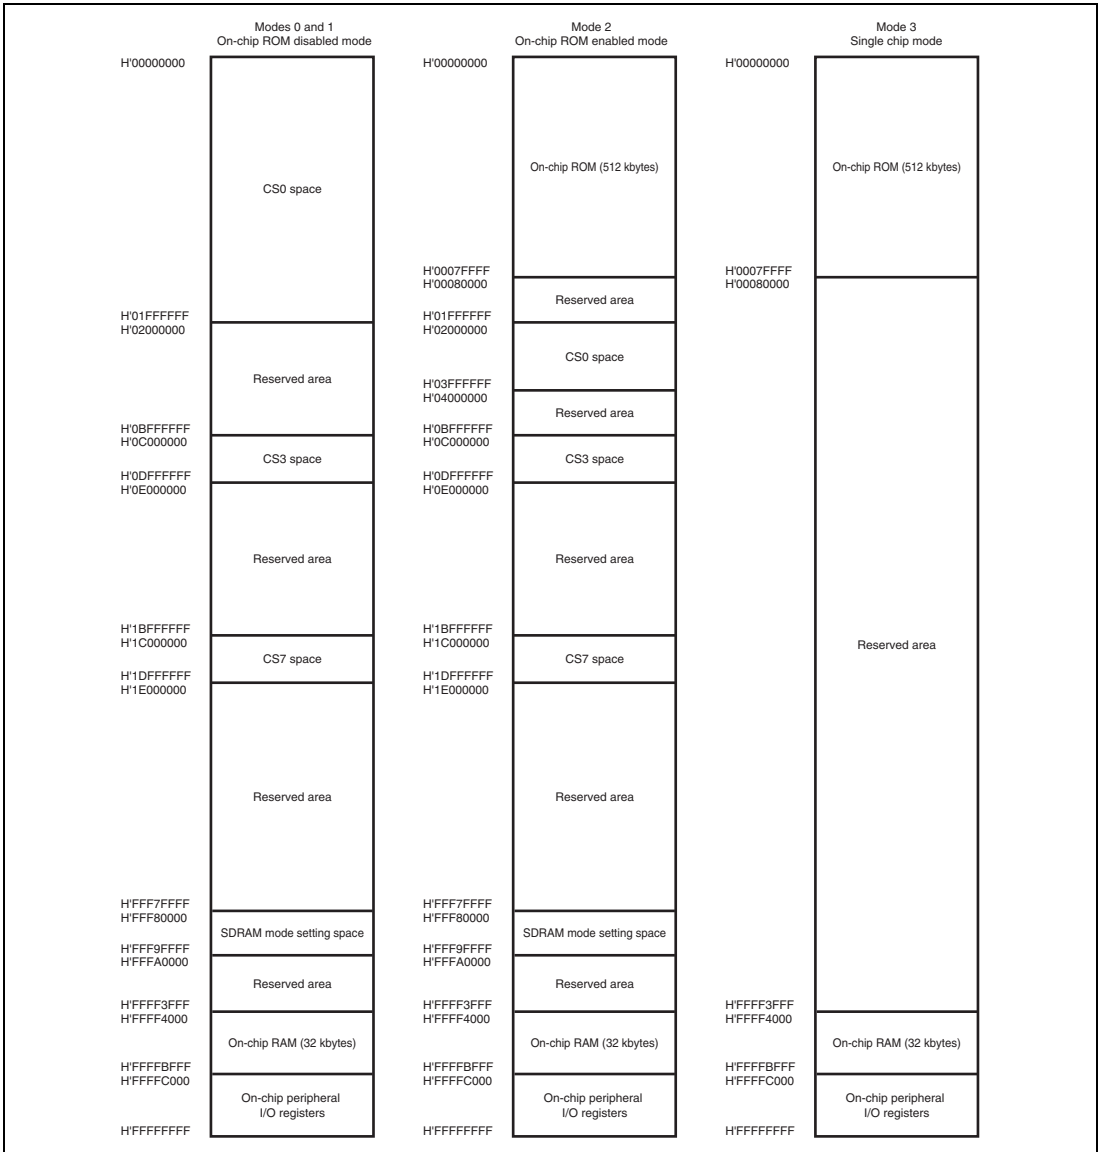 Modes 0 and 1
On-chip ROM disabled mode
H'00000000
CS0 space
H'01FFFFFF
H'02000000
Reserved area
H'0BFFFFFF
H'0C000000
CS3 space
H'0DFFFFFF
H'0E000000
Reserved area
H'1BFFFFFF
H'1C000000
CS7 space
H'1DFFFFFF
H'1E000000
Reserved area
H'FFF7FFFF
H'FFF80000
SDRAM mode setting space
H'FFF9FFFF
H'FFFA0000
Reserved area
H'FFFF3FFF
H'FFFF4000
On-chip RAM (32 kbytes)
H'FFFFBFFF
H'FFFFC000
On-chip peripheral
I/O registers
H'FFFFFFFF
Mode 2
On-chip ROM enabled mode
H'00000000
On-chip ROM (512 kbytes)
H'0007FFFF
H'00080000
Reserved area
H'01FFFFFF
H'02000000
CS0 space
H'03FFFFFF
H'04000000
Reserved area
H'0BFFFFFF
H'0C000000
CS3 space
H'0DFFFFFF
H'0E000000
Reserved area
H'1BFFFFFF
H'1C000000
CS7 space
H'1DFFFFFF
H'1E000000
Reserved area
H'FFF7FFFF
H'FFF80000
SDRAM mode setting space
H'FFF9FFFF
H'FFFA0000
Reserved area
H'FFFF3FFF
H'FFFF4000
On-chip RAM (32 kbytes)
H'FFFFBFFF
H'FFFFC000
On-chip peripheral
I/O registers
H'FFFFFFFF
Mode 3
Single chip mode
H'00000000
On-chip ROM (512 kbytes)
H'0007FFFF
H'00080000
Reserved area
H'FFFF3FFF
H'FFFF4000
On-chip RAM (32 kbytes)
H'FFFFBFFF
H'FFFFC000
On-chip peripheral
I/O registers
H'FFFFFFFF